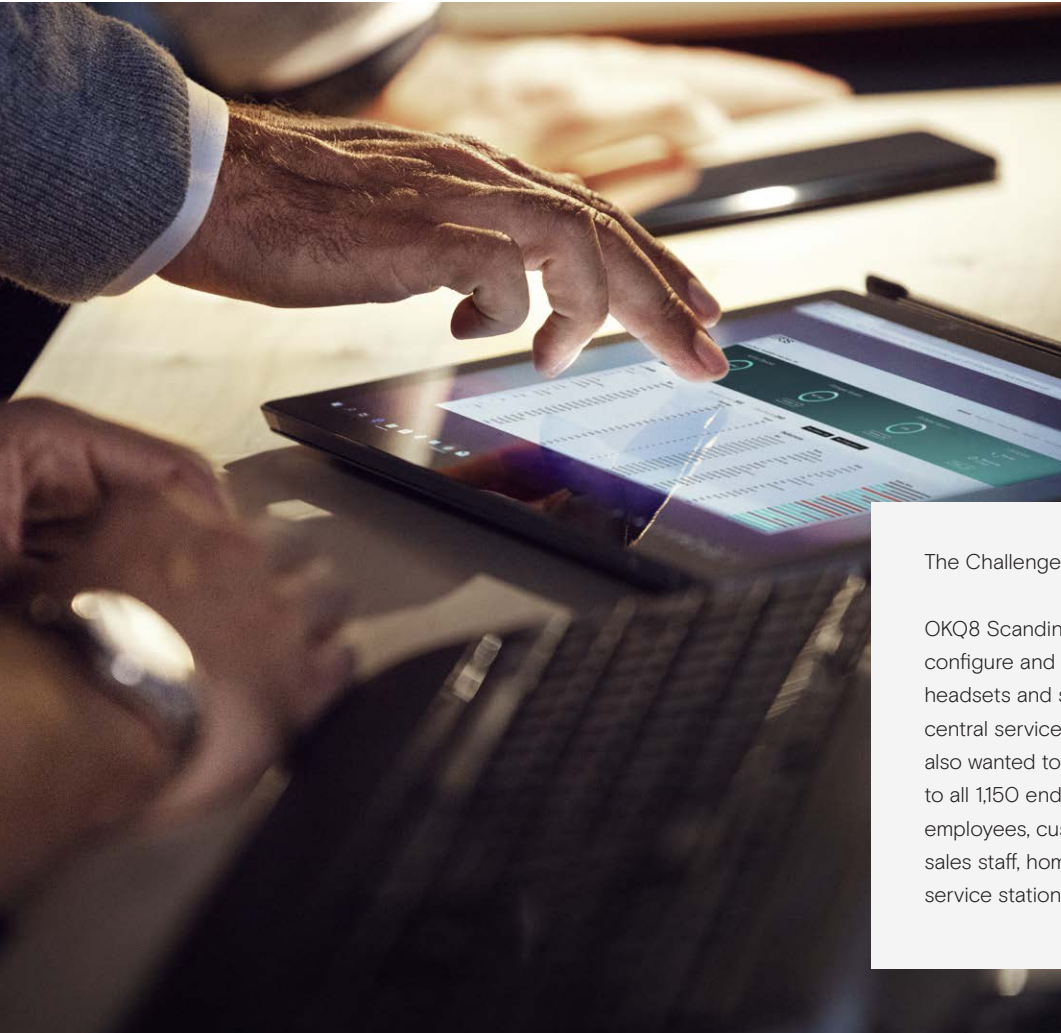 The Challenge
OKQ8 Scandin
configure and
headsets and s
central service
also wanted to
to all 1,150 end
employees, cus
sales staff, hom
service station